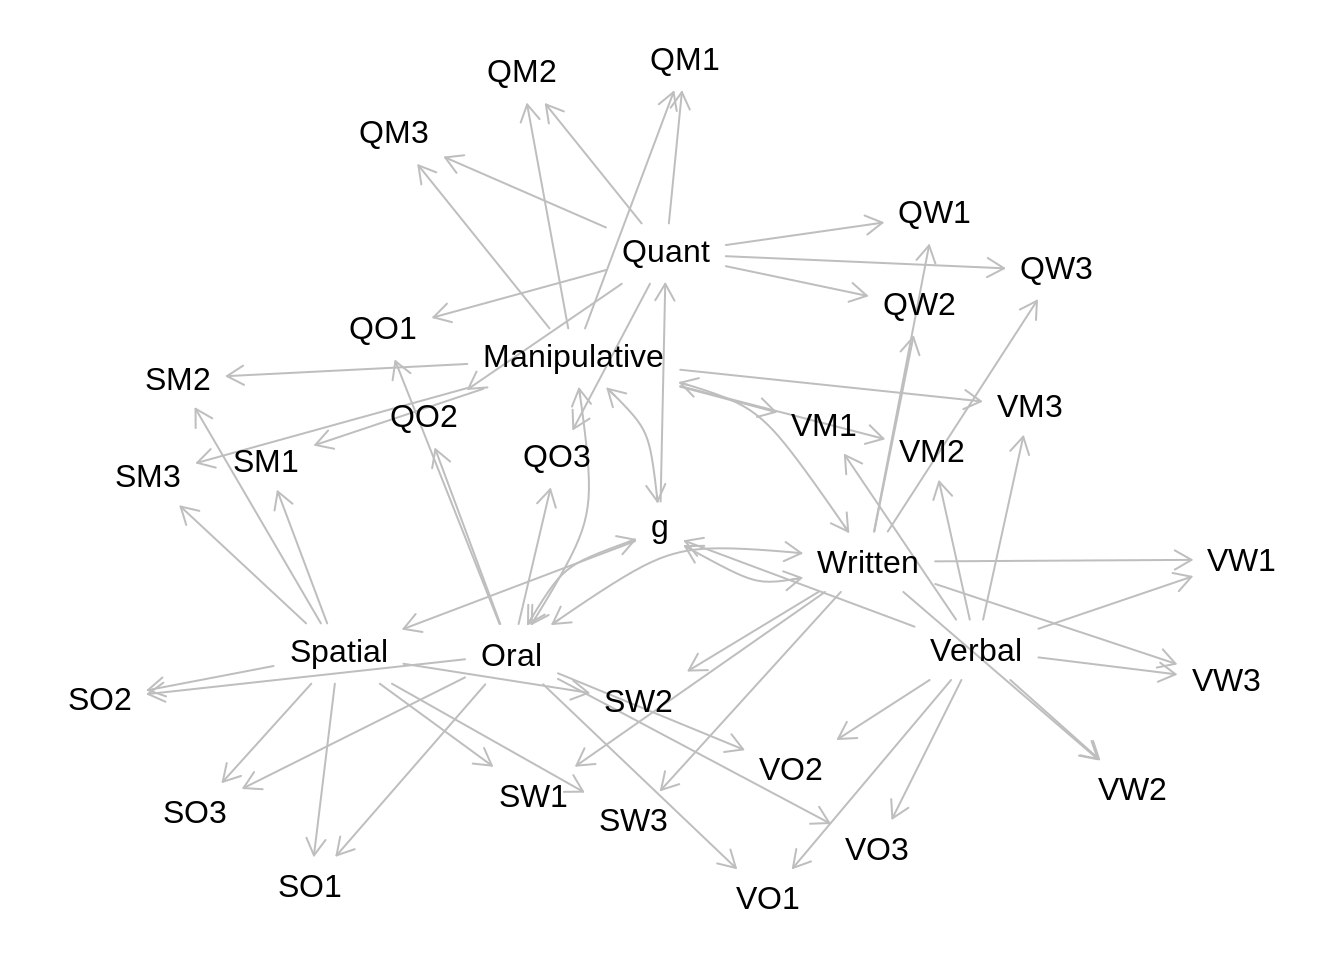 QM1
QM2
QM3
QW1
Quant
QW3
QW2
QO1
Manipulative
SM2
VM3
QO2
VM1
VM2
QO3
SM1
SM3
g
VW1
Written
Verbal
Spatial
Oral
VW3
SO2
SW2
VO2
VW2
SW1
SO3
SW3
VO3
SO1
VO1